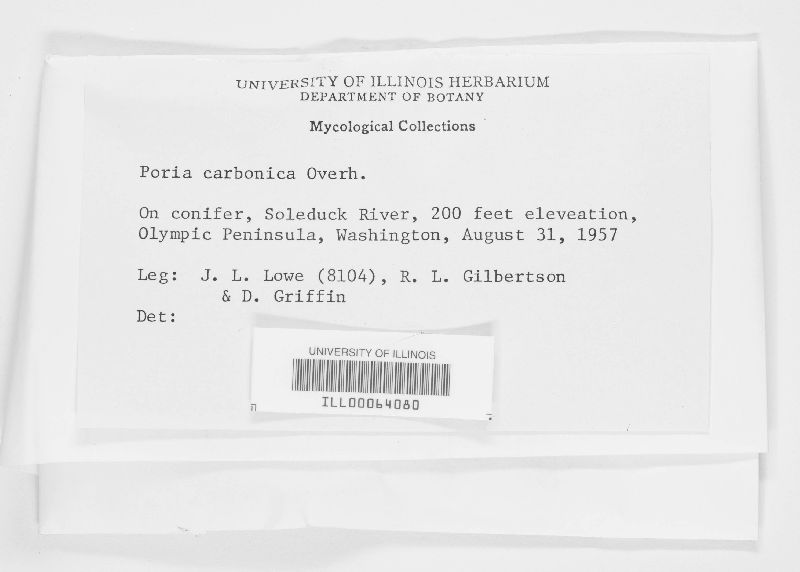 UNIVERSITY OF ILLINOIS HERBARIUM
DEPARTMENT OF BOTANY
Mycological Collections
Poria carbonica Overh.
On conifer, Soleduck River, 200 feet eleveation,
Olympic Peninsula, Washington, August 31, 1957
Leg: J. L. Lowe (8104), R. L. Gilbertson
& D. Griffin
Det:
UNIVERSITY OF ILLINOIS
ILL00064080